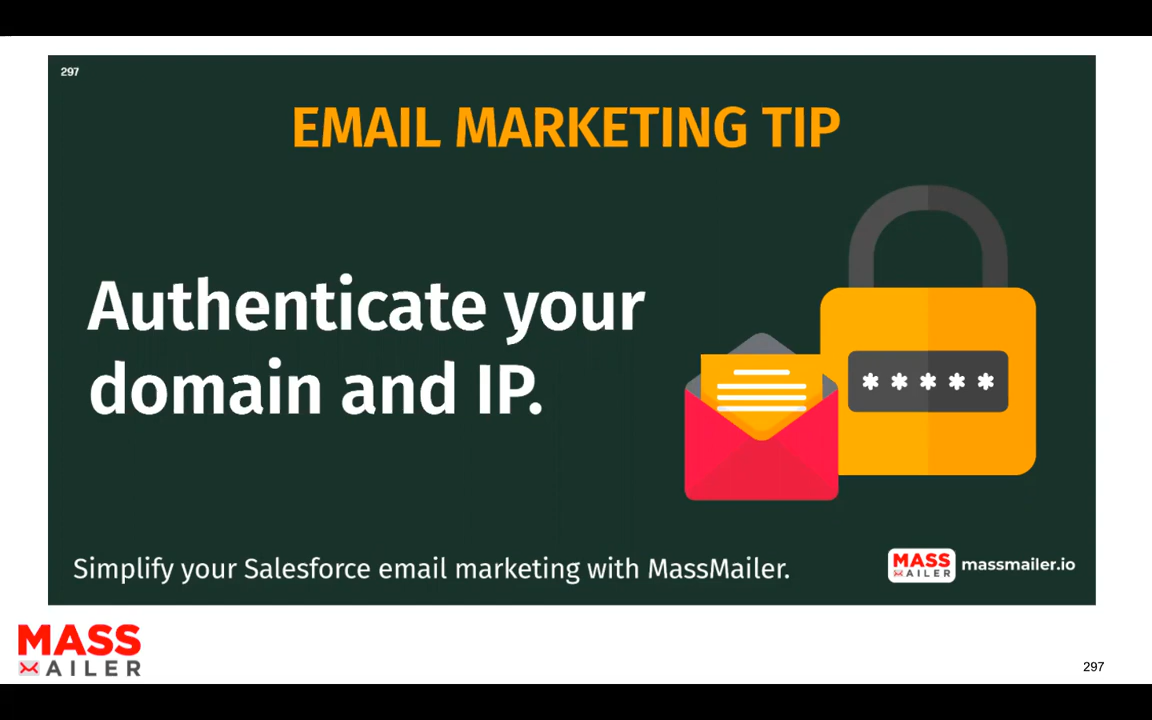 297
EMAIL MARKETING TIP
Authenticate your
domain and IP.
*****
Simplify your Salesforce email marketing with MassMailer.
MASS
AILER
massmailer.io
MASS
AILER
297